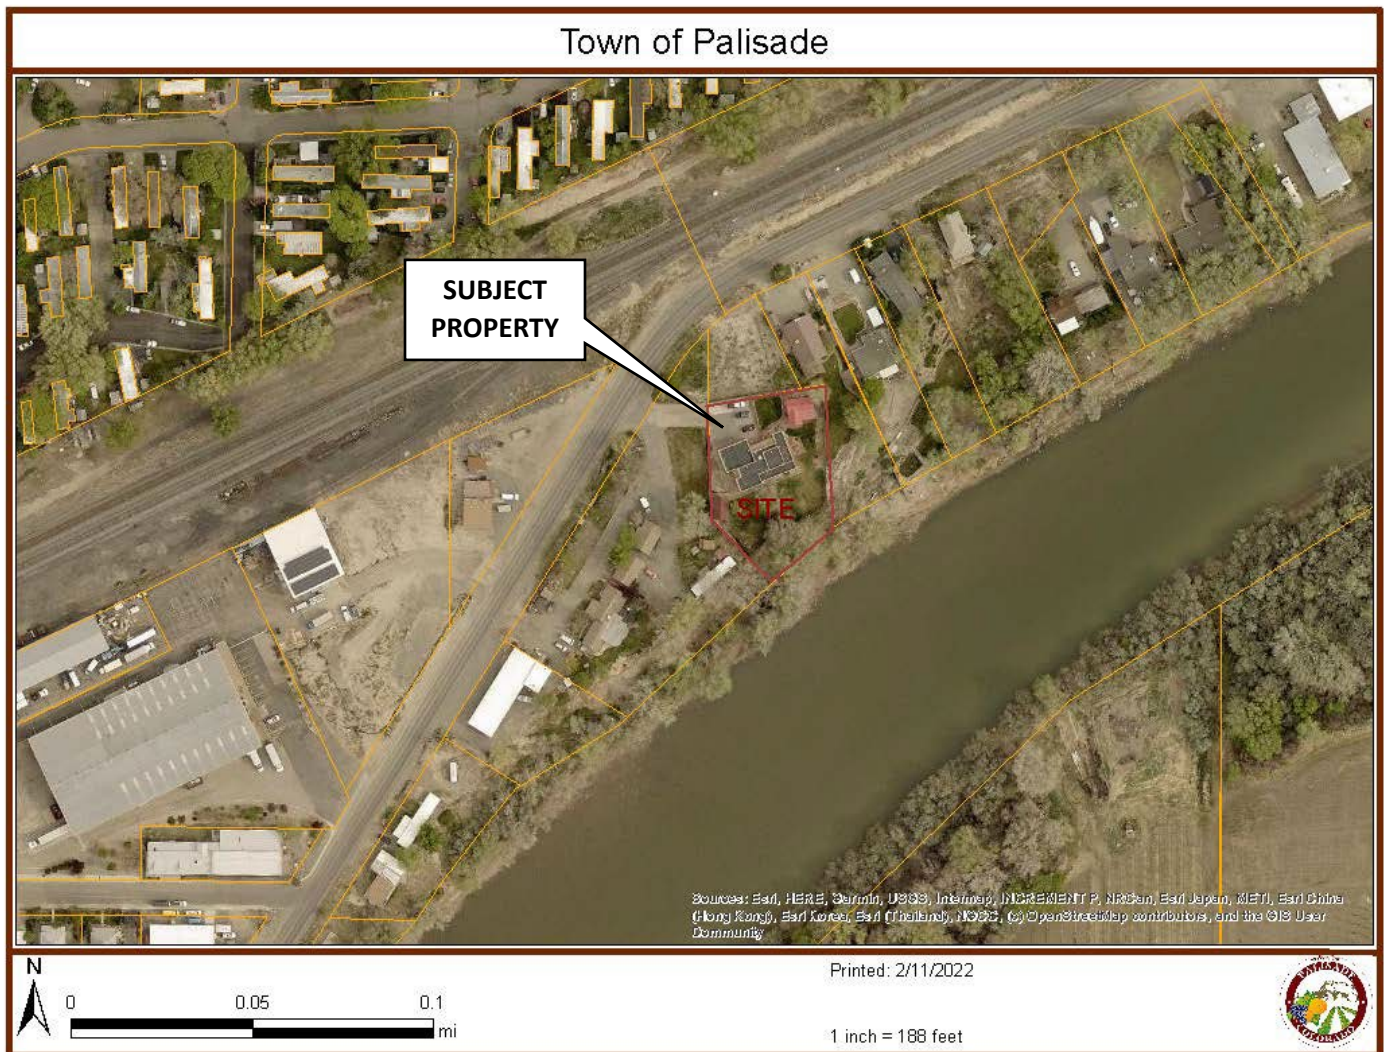 Town of Palisade
SUBJECT
PROPERTY
SITE
Sources: Esri, HERE, Garmin, USGS, Intermap, INCREMENT P, NRCan, Esri Japan, METI, Esri China
(Hong Kong), Esri Korea, Esri (Thailand), NGCC, (c) OpenStreetMap contributors, and the GIS User
Community
N
0 0.05 0.1
mi
Printed: 2/11/2022
1 inch = 188 feet
PALISADE
COLORADO